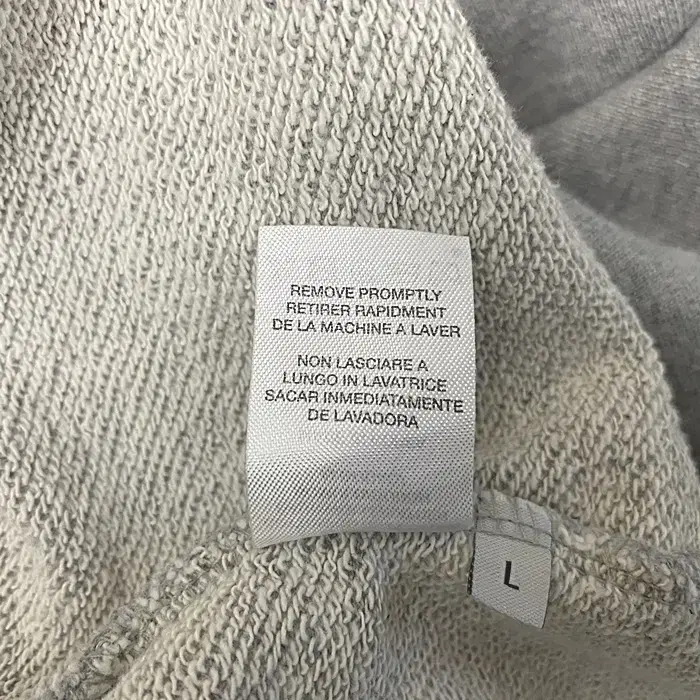 REMOVE PROMPTLY
RETIRER RAPIDMENT
DE LA MACHINE A LAVER
NON LASCIARE A
LUNGO IN LAVATRICE
SACAR INMEDIATAMENTE
DE LAVADORA
L